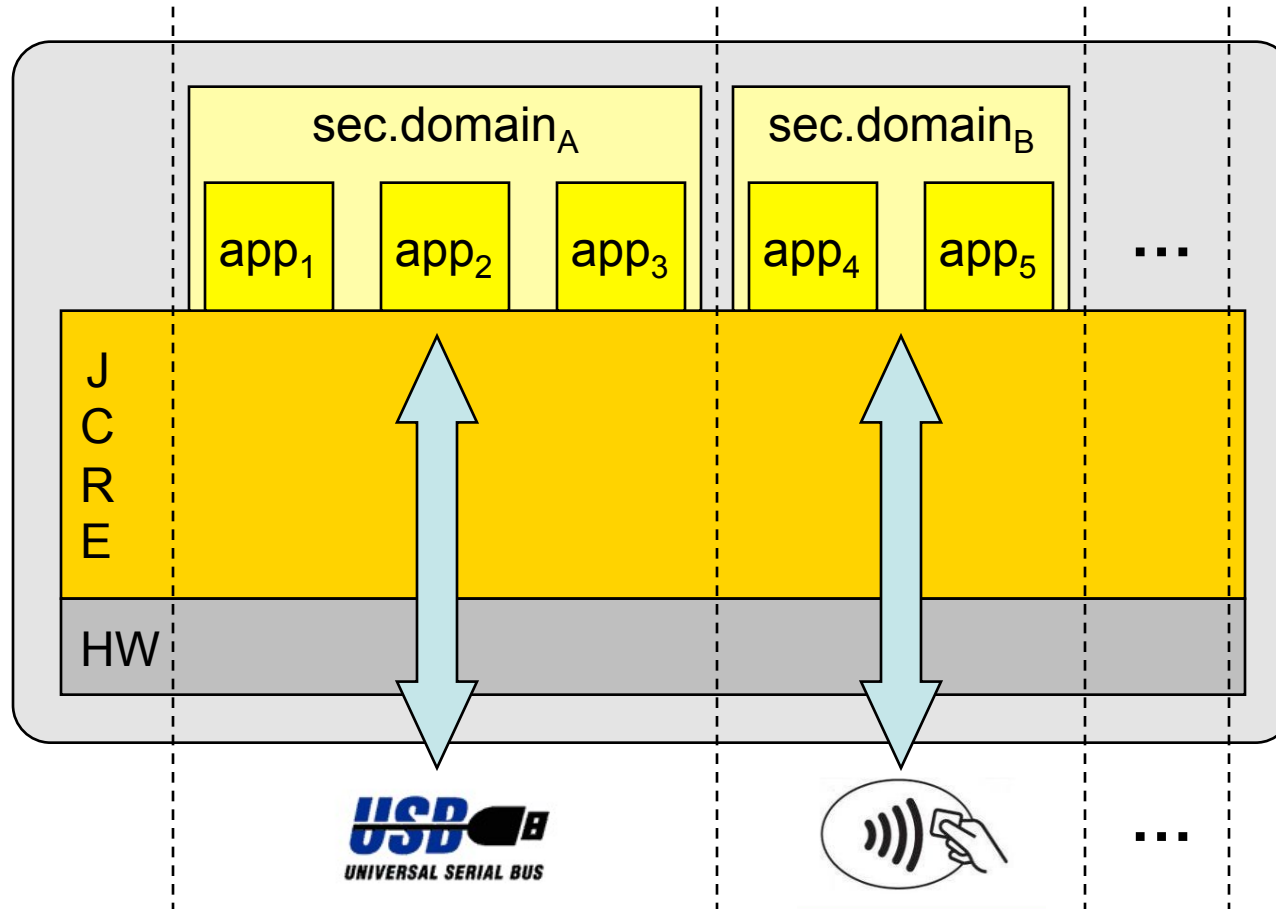 sec.domainA sec.domainB
app1 app2 app3 app4 app5 ...
J
C
R
E
HW
USB
UNIVERSAL SERIAL BUS
...